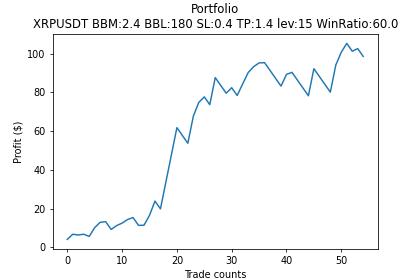 Portfolio
XRPUSDT BBM:2.4 BBL:180 SL:0.4 TP:1.4 lev:15 WinRatio:60.0
100
80
60
40
20
0
Profit ($)
0 10 20 30 40 50
Trade counts